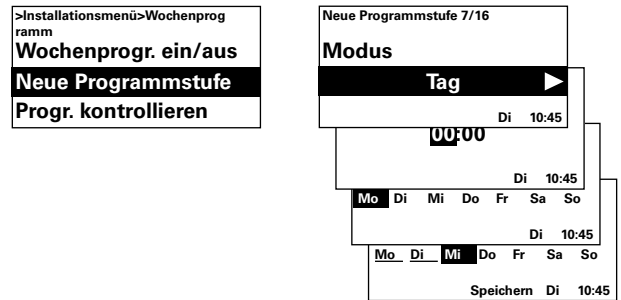 >Installationsmenü>Wochenprog
ramm
Wochenprogr. ein/aus
Neue Programmstufe
Progr. kontrollieren
Neue Programmstufe 7/16
Modus
Tag
Di 10:45
00:00
Di 10:45
Mo Di Mi Do Fr Sa So
Di 10:45
Mo Di Mi Do Fr Sa So
Speichern Di 10:45